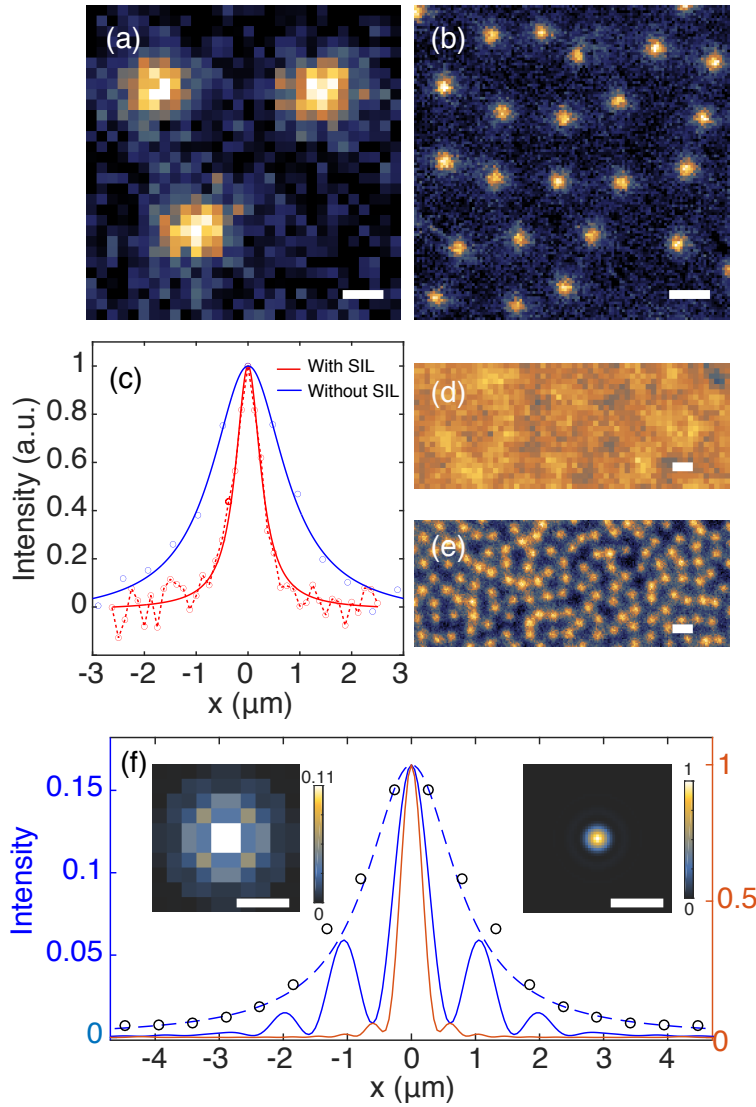 (a)
(b)
(c)
With SIL
Without SIL
1
0.8
0.6
0.4
0.2
0
Intensity (a.u.)
-3 -2 -1 0 1 2 3
x (μm)
(d)
(e)
(f)
0.11
0
1
0
0.15
0.1
0.05
0
Intensity
1
0.5
0
-4 -3 -2 -1 0 1 2 3 4
x (μm)